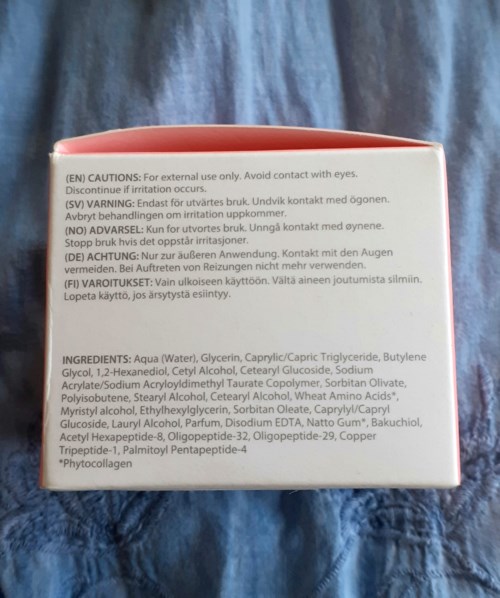 (EN) CAUTIONS: For external use only. Avoid contact with eyes.
Discontinue if irritation occurs.
(SV) VARNING: Endast för utvärtes bruk. Undvik kontakt med ögonen.
Avbryt behandlingen om irritation uppkommer.
(NO) ADVARSEL: Kun for utvortes bruk. Unngå kontakt med øynene.
Stopp bruk hvis det oppstår irritasjoner.
(DE) ACHTUNG: Nur zur äußeren Anwendung. Kontakt mit den Augen
vermeiden. Bei Auftreten von Reizungen nicht mehr verwenden.
(FI) VAROITUKSET: Vain ulkoiseen käyttöön. Vältä aineen joutumista silmiin.
Lopeta käyttö, jos ärsytystä esiintyy.
INGREDIENTS: Aqua (Water), Glycerin, Caprylic/Capric Triglyceride, Butylene
Glycol, 1,2-Hexanediol, Cetyl Alcohol, Cetearyl Glucoside, Sodium
Acrylate/Sodium Acryloyldimethyl Taurate Copolymer, Sorbitan Olivate,
Polyisobutene, Stearyl Alcohol, Cetearyl Alcohol, Wheat Amino Acids*,
Myristyl alcohol, Ethylhexylglycerin, Sorbitan Oleate, Caprylyl/Capryl
Glucoside, Lauryl Alcohol, Parfum, Disodium EDTA, Natto Gum*, Bakuchiol,
Acetyl Hexapeptide-8, Oligopeptide-32, Oligopeptide-29, Copper
Tripeptide-1, Palmitoyl Pentapeptide-4
*Phytocollagen